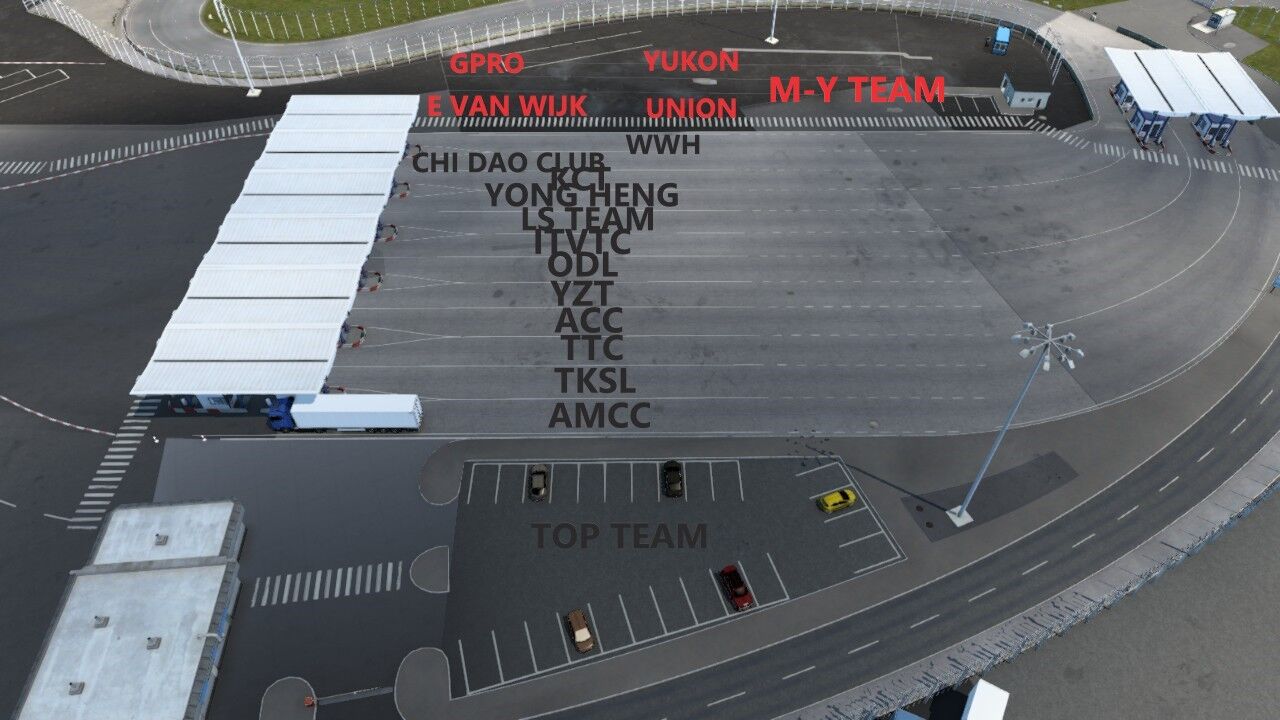 GPRO YUKON
M-Y TEAM
E VAN WIJK UNION
WWH
CHI DAO CLUB
KCT
YONG HENG
LS TEAM
ITVTC
ODL
YZT
ACC
TTC
TKSL
AMCC
TOP TEAM